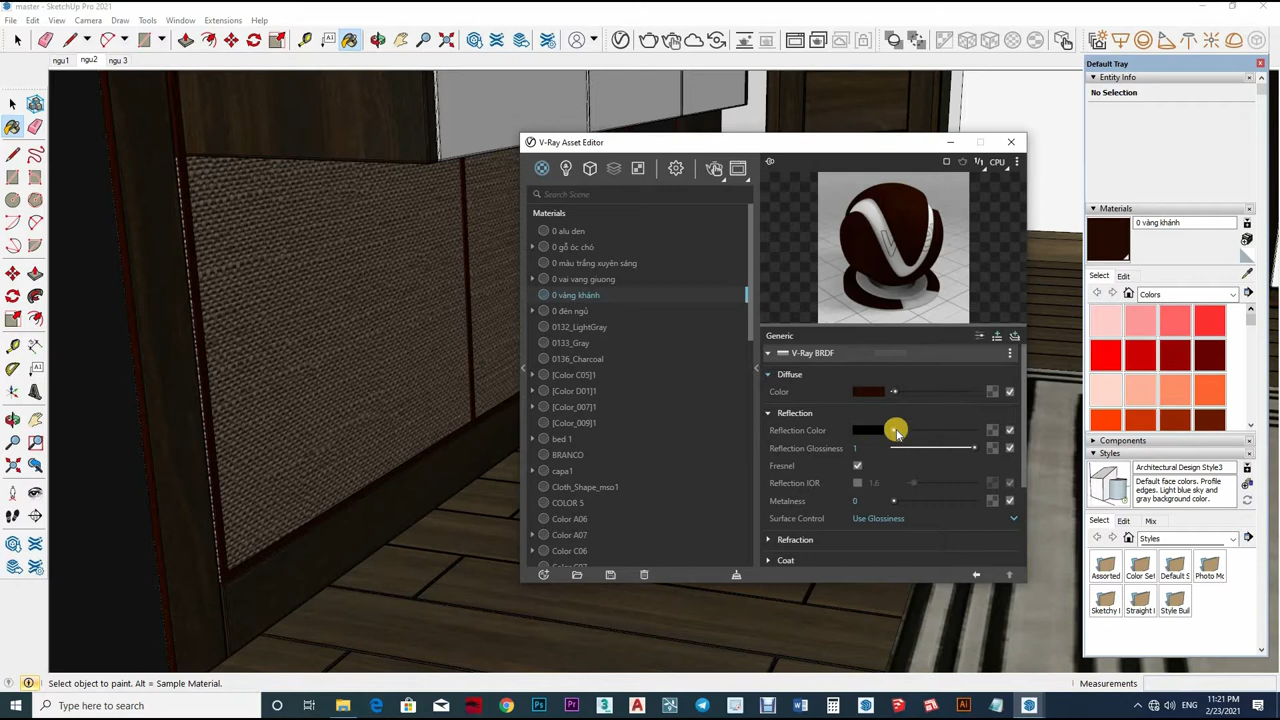 master - SketchUp Pro 2021
File Edit View Camera Draw Tools Window Extensions Help
ngu1 ngu2 ngu 3
V-Ray Asset Editor
CPU
Search Scene
Materials
0 alu den
0 gỗ óc chó
0 màu trắng xuyên sáng
0 vai vang giuong
0 vàng khánh
0 đèn ngủ
0132_LightGray
0133_Gray
0136_Charcoal
[Color C05]1
[Color D01]1
[Color_007]1
[Color_009]1
bed 1
BRANCO
capa1
Cloth_Shape_mso1
COLOR 5
Color A06
Color A07
Color C06
Generic
V-Ray BRDF
Diffuse
Color
Reflection
Reflection Color
Reflection Glossiness 1
Fresnel
Reflection IOR 1.6
Metalness 0
Surface Control Use Glossiness
Refraction
Coat
Default Tray
Entity Info
No Selection
Materials
0 vàng khánh
Select Edit
Colors
Components
Styles
Architectural Design Style3
Default face colors. Profile
edges. Light blue sky and
gray background color.
Select Edit Mix
Styles
Assorted Color Set Default S Photo Mo
Sketchy I Straight I Style Buil
Select object to paint. Alt = Sample Material.
Measurements
Type here to search
ENG
11:21 PM
2/23/2021